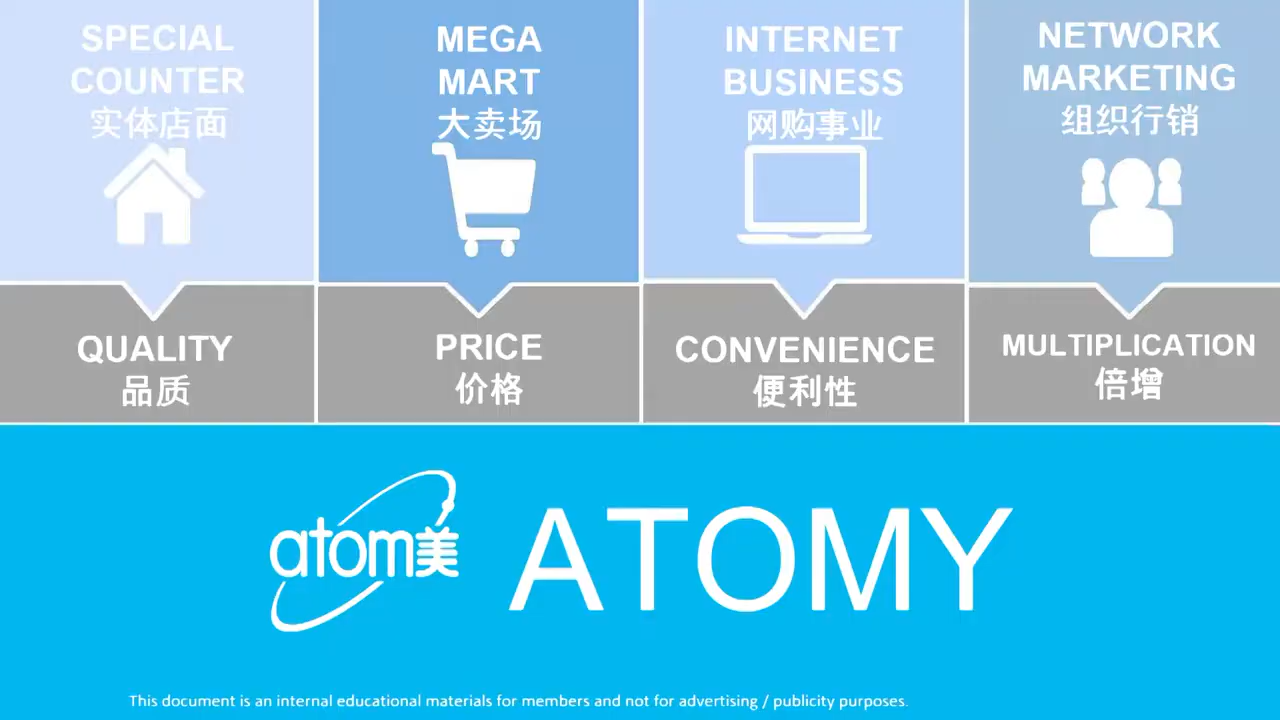 SPECIAL
COUNTER
实体店面
MEGA
MART
大卖场
INTERNET
BUSINESS
网购事业
NETWORK
MARKETING
组织行销
QUALITY
品质
PRICE
价格
CONVENIENCE
便利性
MULTIPLICATION
倍增
atom美
ATOMY
This document is an internal educational materials for members and not for advertising / publicity purposes.